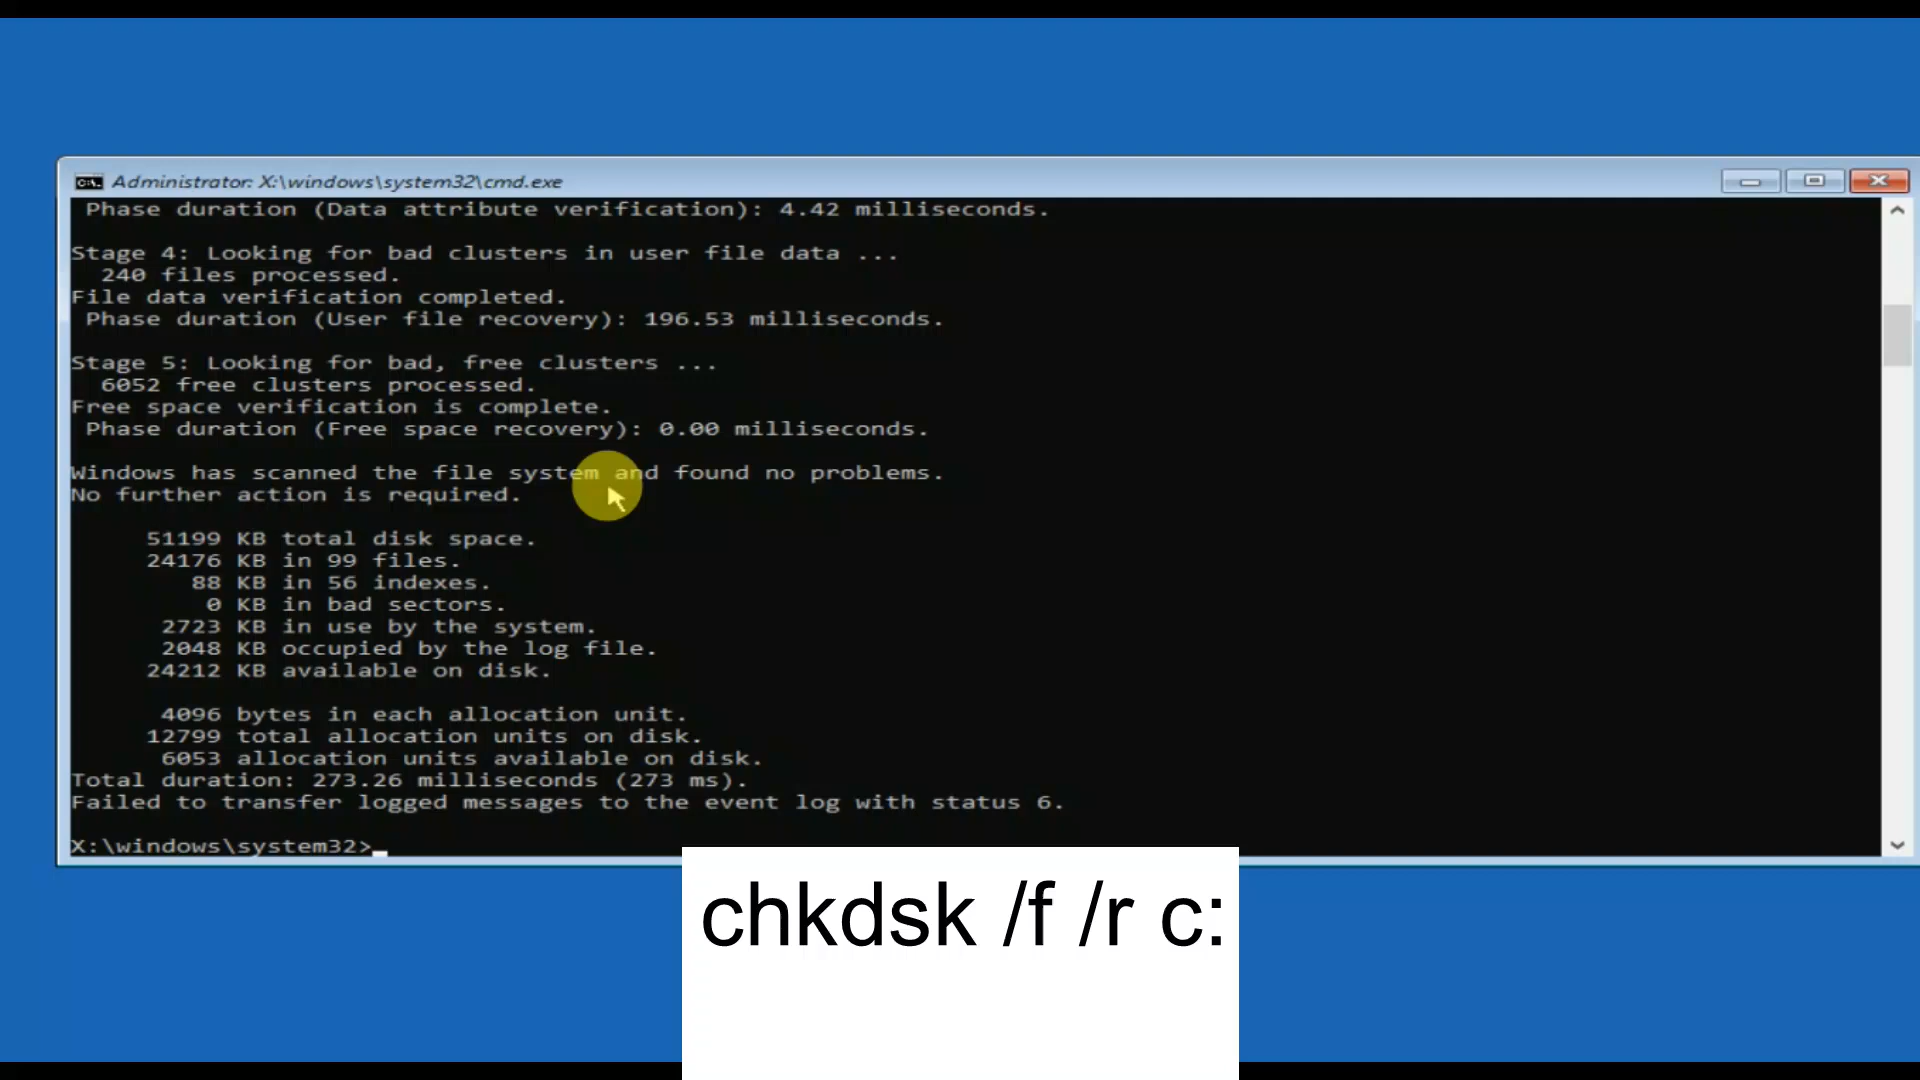 Administrator: X:\windows\system32\cmd.exe
Phase duration (Data attribute verification): 4.42 milliseconds.
Stage 4: Looking for bad clusters in user file data ...
240 files processed.
File data verification completed.
Phase duration (User file recovery): 196.53 milliseconds.
Stage 5: Looking for bad, free clusters ...
6052 free clusters processed.
Free space verification is complete.
Phase duration (Free space recovery): 0.00 milliseconds.
Windows has scanned the file system and found no problems.
No further action is required.
51199 KB total disk space.
24176 KB in 99 files.
88 KB in 56 indexes.
0 KB in bad sectors.
2723 KB in use by the system.
2048 KB occupied by the log file.
24212 KB available on disk.
4096 bytes in each allocation unit.
12799 total allocation units on disk.
6053 allocation units available on disk.
Total duration: 273.26 milliseconds (273 ms).
Failed to transfer logged messages to the event log with status 6.
X:\windows\system32>
chkdsk /f /r c: